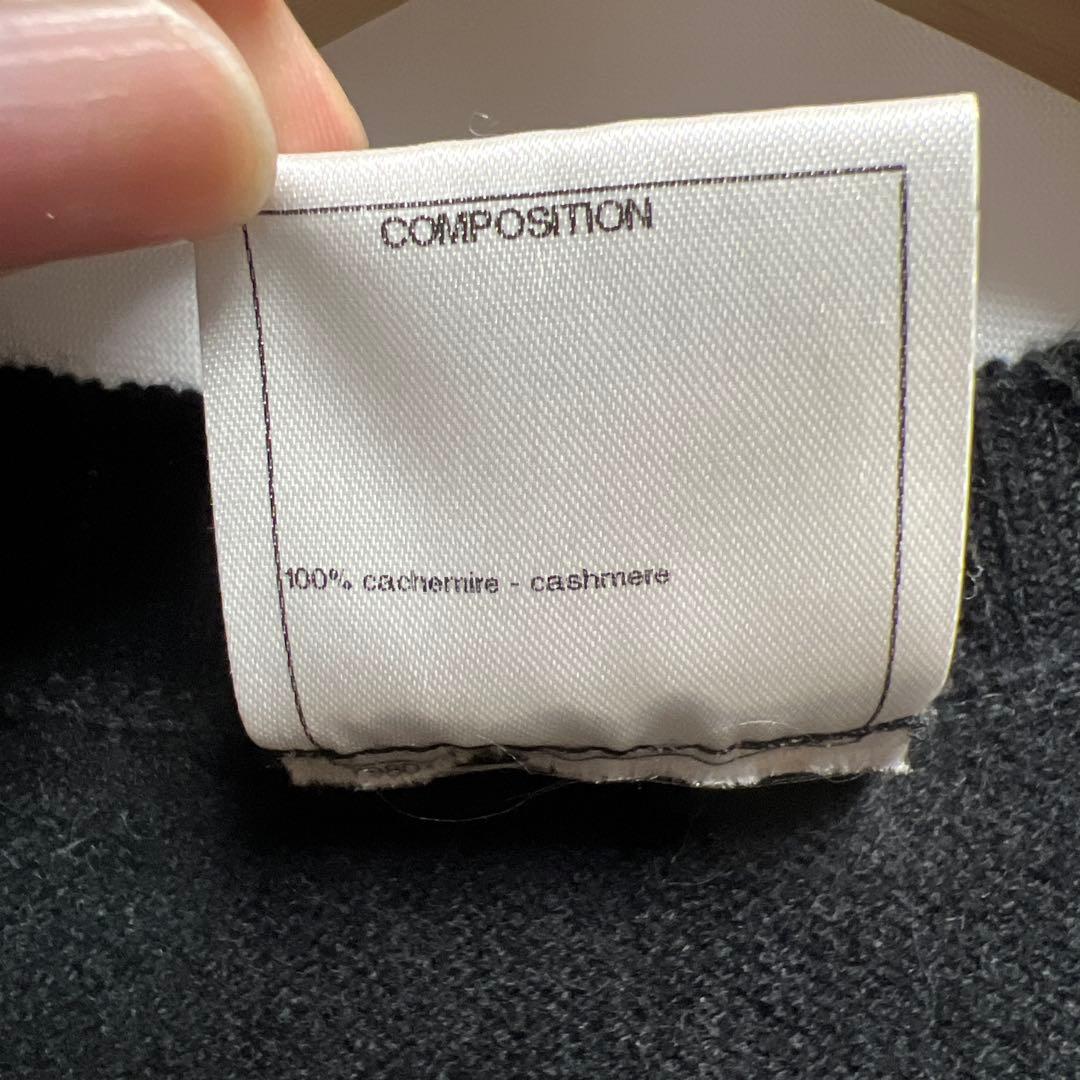 COMPOSITION
100% cachemire - cashmere